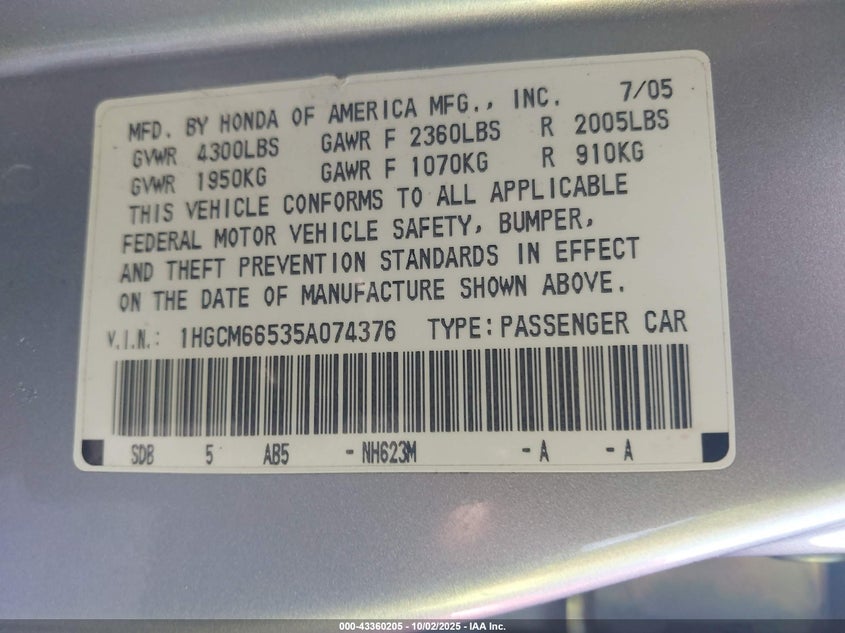 MFD. BY HONDA OF AMERICA MFG., INC. 7/05
GVWR 4300LBS GAWR F 2360LBS R 2005LBS
GVWR 1950KG GAWR F 1070KG R 910KG
THIS VEHICLE CONFORMS TO ALL APPLICABLE
FEDERAL MOTOR VEHICLE SAFETY, BUMPER,
AND THEFT PREVENTION STANDARDS IN EFFECT
ON THE DATE OF MANUFACTURE SHOWN ABOVE.
V.I.N.: 1HGCM66535A074376 TYPE: PASSENGER CAR
SDB 5 AB5 - NH623M - A - A
000-43360205 - 10/02/2025 - IAA Inc.